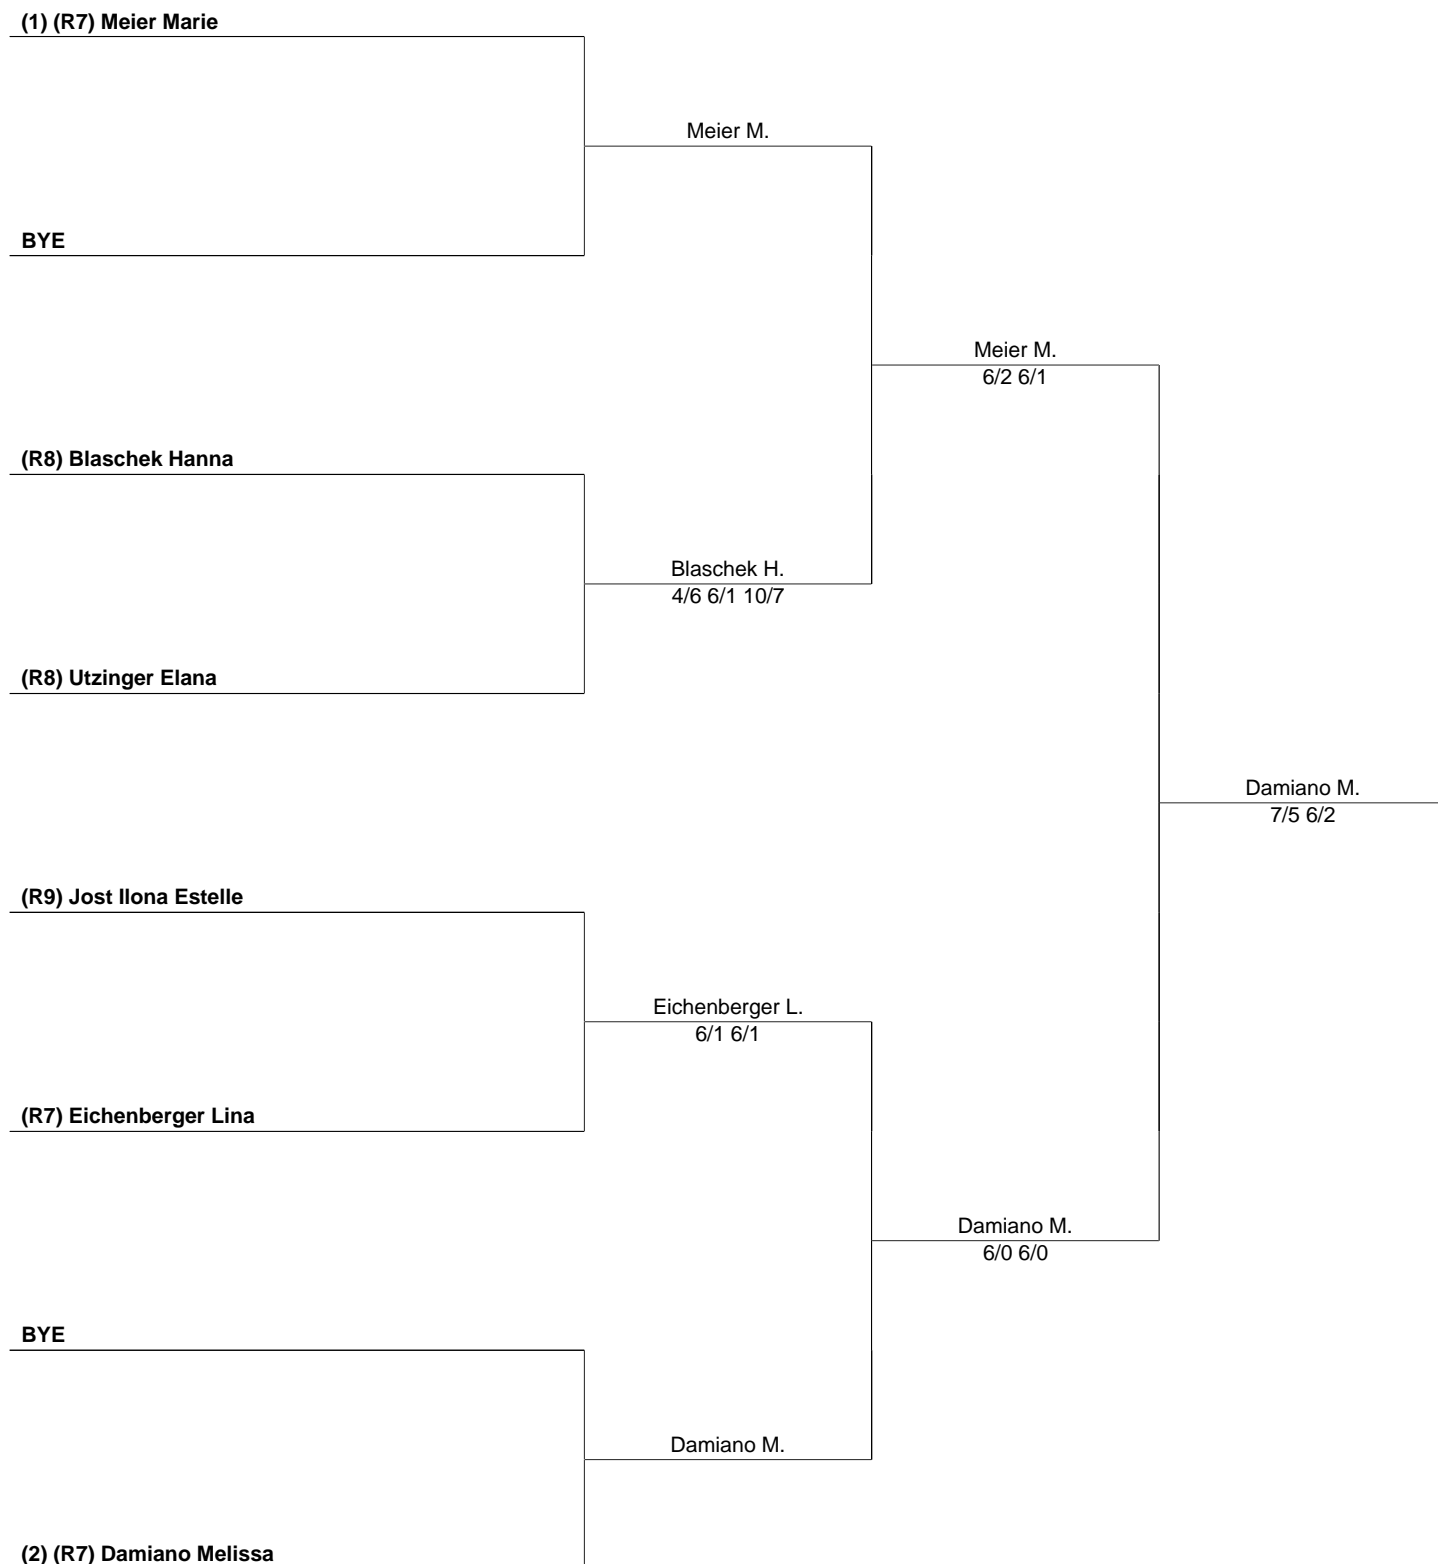 (1) (R7) Meier Marie
Meier M.
BYE
Meier M.
6/2 6/1
(R8) Blaschek Hanna
Blaschek H.
4/6 6/1 10/7
(R8) Utzinger Elana
Damiano M.
7/5 6/2
(R9) Jost Ilona Estelle
Eichenberger L.
6/1 6/1
(R7) Eichenberger Lina
Damiano M.
6/0 6/0
BYE
Damiano M.
(2) (R7) Damiano Melissa